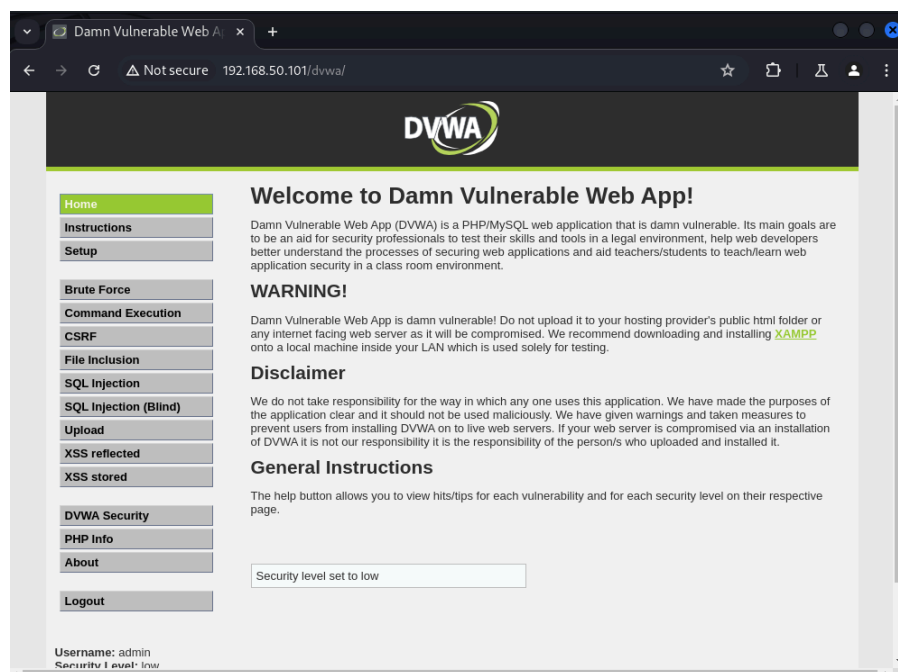 Damn Vulnerable Web Ap
Not secure 192.168.50.101/dvwa/
DVWA
Home
Instructions
Setup
Brute Force
Command Execution
CSRF
File Inclusion
SQL Injection
SQL Injection (Blind)
Upload
XSS reflected
XSS stored
DVWA Security
PHP Info
About
Logout
Username: admin
Security Level: low
Welcome to Damn Vulnerable Web App!
Damn Vulnerable Web App (DVWA) is a PHP/MySQL web application that is damn vulnerable. Its main goals are
to be an aid for security professionals to test their skills and tools in a legal environment, help web developers
better understand the processes of securing web applications and aid teachers/students to teach/learn web
application security in a class room environment.
WARNING!
Damn Vulnerable Web App is damn vulnerable! Do not upload it to your hosting provider's public html folder or
any internet facing web server as it will be compromised. We recommend downloading and installing XAMPP
onto a local machine inside your LAN which is used solely for testing.
Disclaimer
We do not take responsibility for the way in which any one uses this application. We have made the purposes of
the application clear and it should not be used maliciously. We have given warnings and taken measures to
prevent users from installing DVWA on to live web servers. If your web server is compromised via an installation
of DVWA it is not our responsibility it is the responsibility of the person/s who uploaded and installed it.
General Instructions
The help button allows you to view hits/tips for each vulnerability and for each security level on their respective
page.
Security level set to low